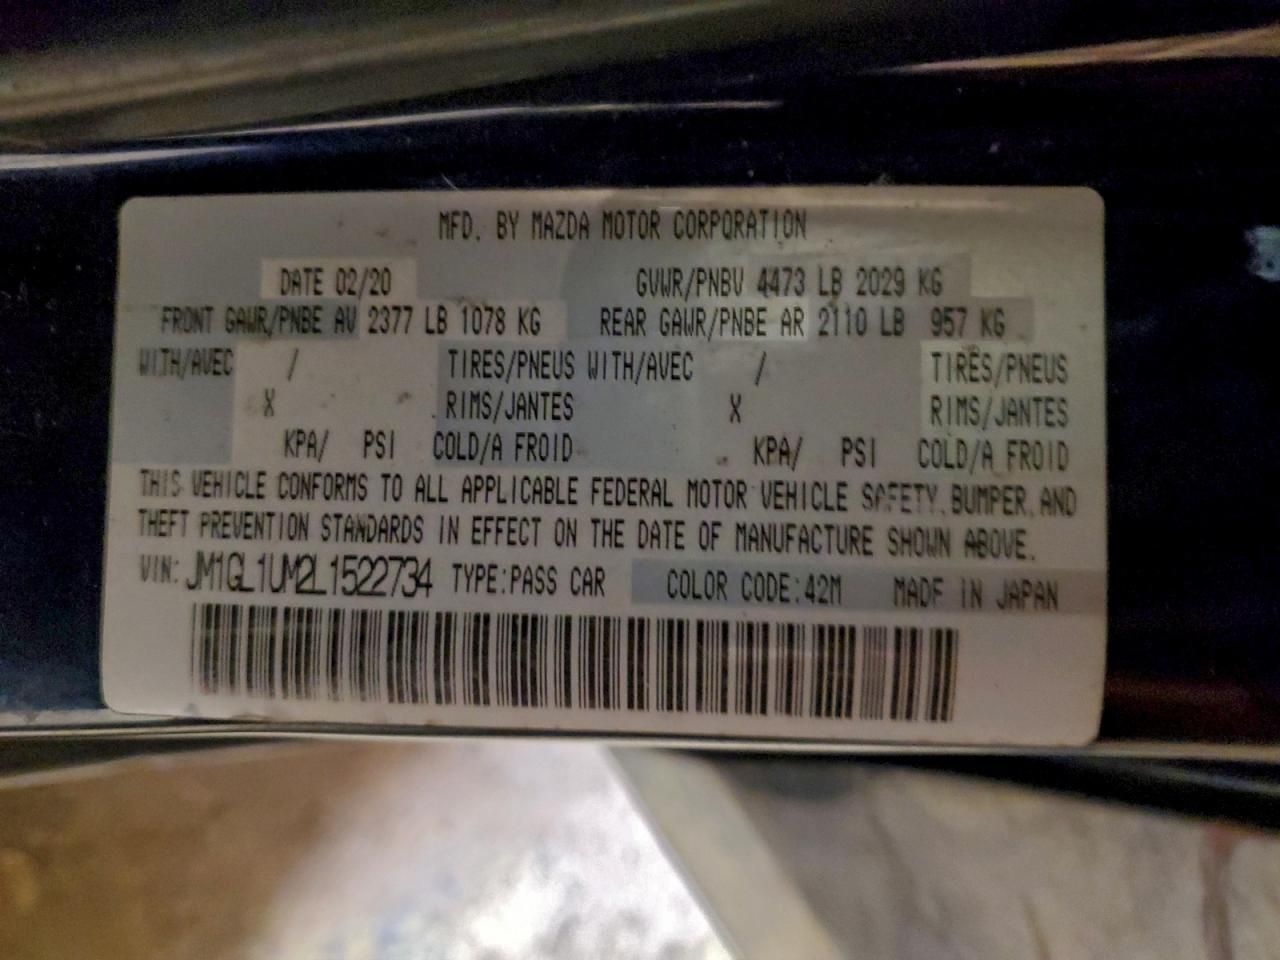 MFD. BY MAZDA MOTOR CORPORATION
DATE 02/20 GVWR/PNBV 4473 LB 2029 KG
FRONT GAWR/PNBE AV 2377 LB 1078 KG REAR GAWR/PNBE AR 2110 LB 957 KG
WITH/AVEC / TIRES/PNEUS WITH/AVEC / TIRES/PNEUS
X RIMS/JANTES X RIMS/JANTES
KPA/ PSI COLD/A FROID KPA/ PSI COLD/A FROID
THIS VEHICLE CONFORMS TO ALL APPLICABLE FEDERAL MOTOR VEHICLE SAFETY, BUMPER, AND
THEFT PREVENTION STANDARDS IN EFFECT ON THE DATE OF MANUFACTURE SHOWN ABOVE.
VIN: JM1GL1UM2L1522734 TYPE:PASS CAR COLOR CODE:42M MADE IN JAPAN